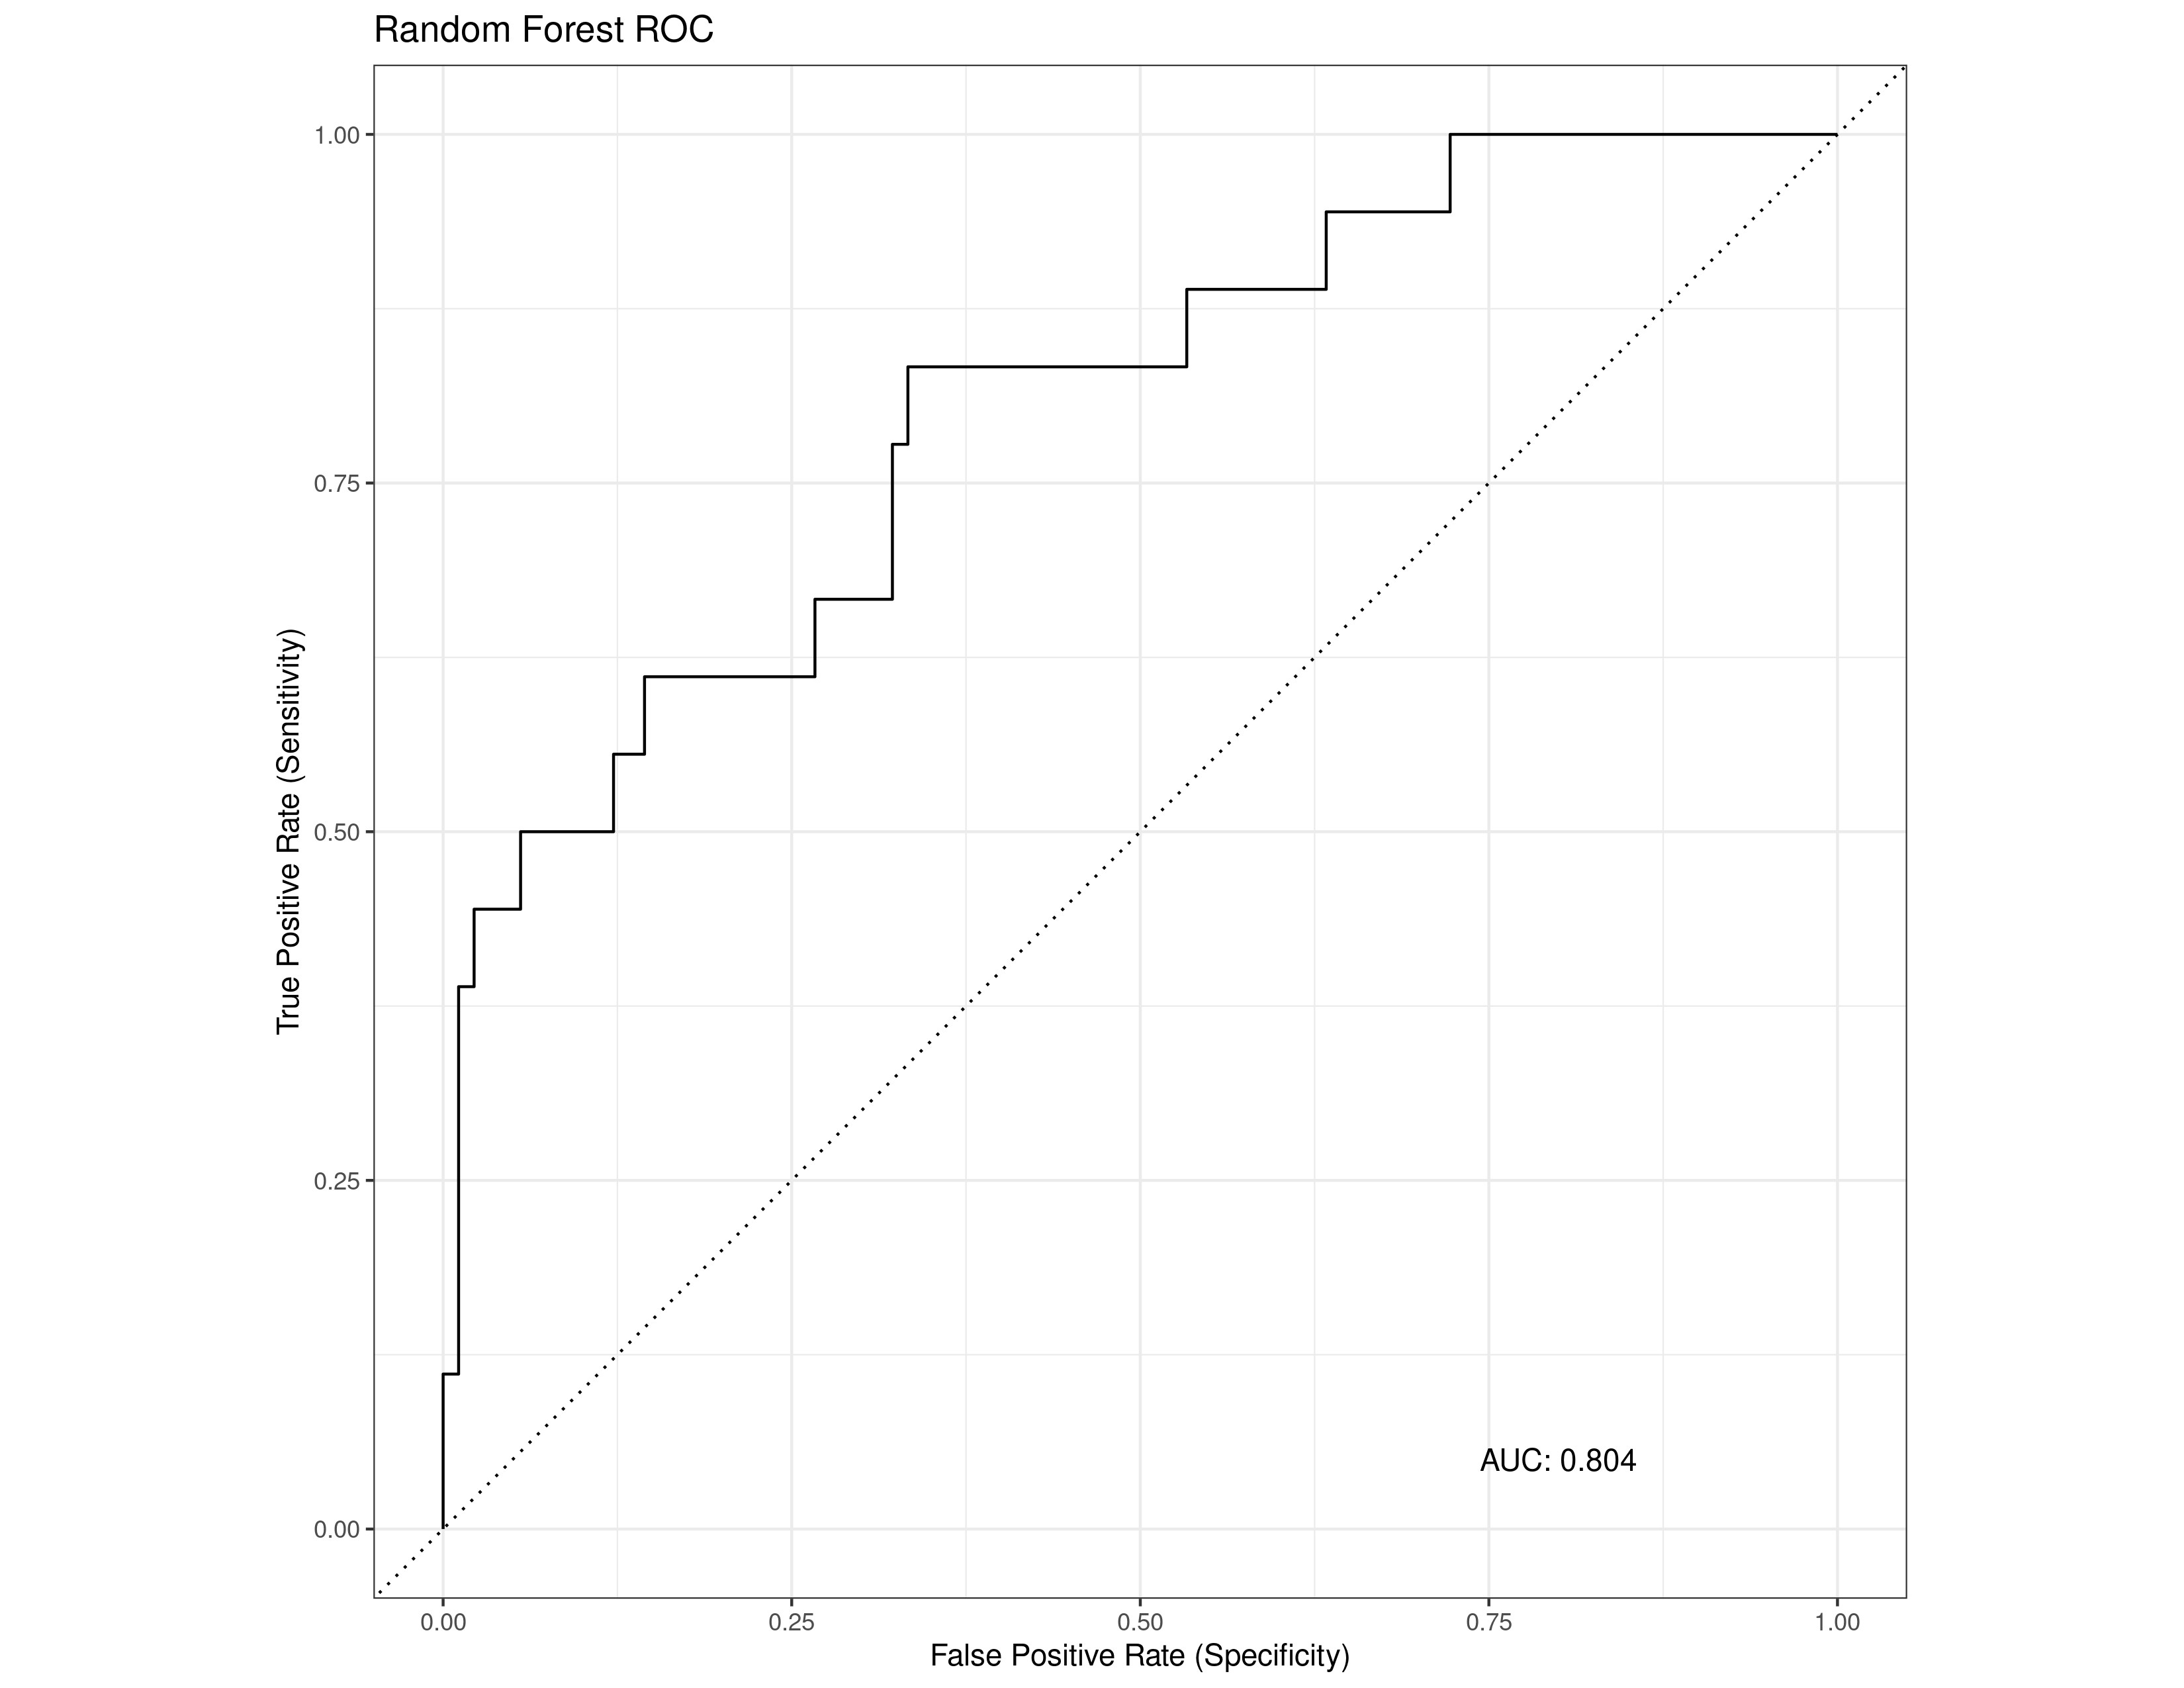 Random Forest ROC
1.00
0.75
0.50
0.25
0.00
True Positive Rate (Sensitivity)
AUC: 0.804
0.00 0.25 0.50 0.75 1.00
False Positive Rate (Specificity)